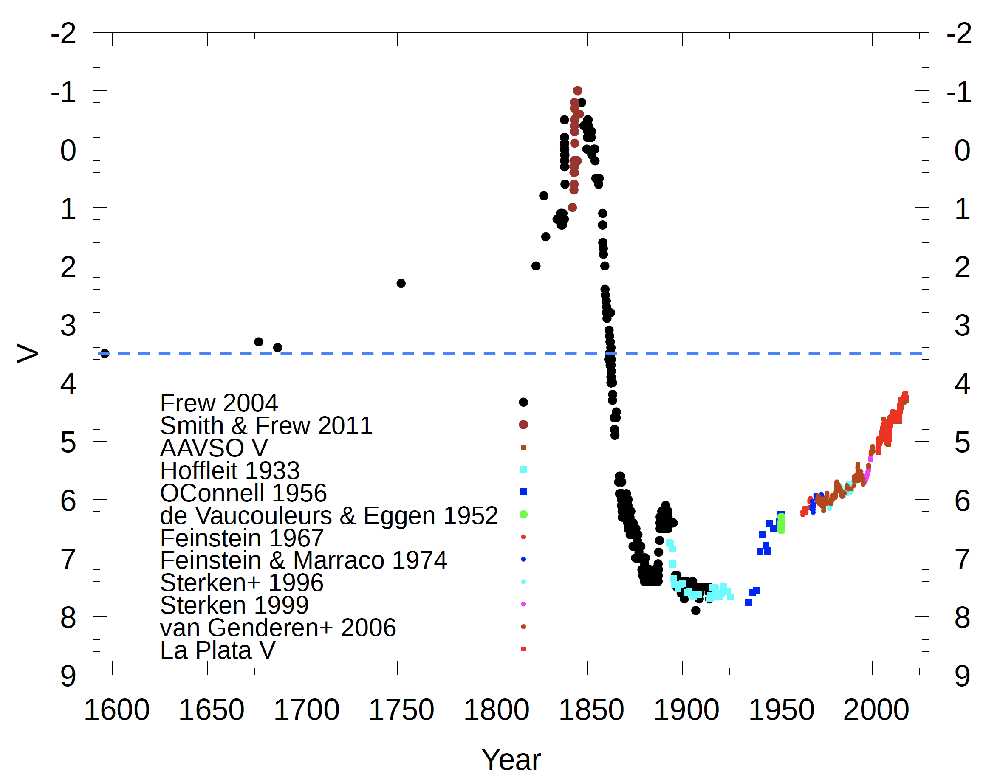 -2 -2
-1 -1
0 0
1 1
2 2
3 3
V
4 4
Frew 2004
Smith & Frew 2011
5 5
AAVSO V
Hoffleit 1933
OConnell 1956
6 6
de Vaucouleurs & Eggen 1952
Feinstein 1967
7 7
Feinstein & Marraco 1974
Sterken+ 1996
Sterken 1999
8 8
van Genderen+ 2006
La Plata V
9 9
1600 1650 1700 1750 1800 1850 1900 1950 2000
Year